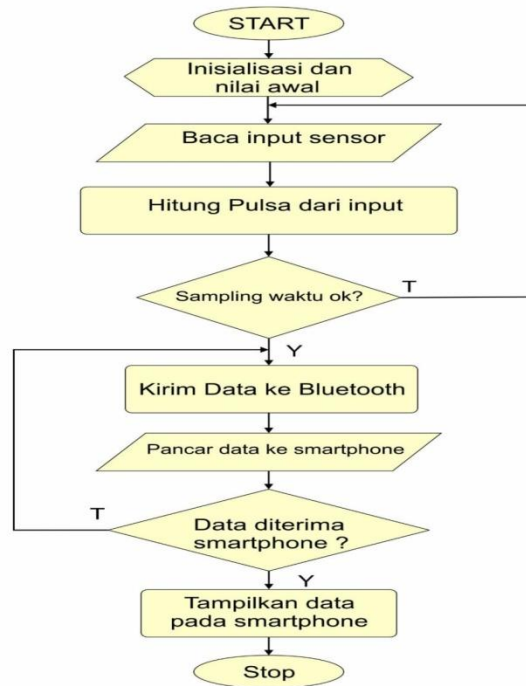 START
Inisialisasi dan
nilai awal
Baca input sensor
Hitung Pulsa dari input
Sampling waktu ok?
T
Y
Kirim Data ke Bluetooth
Pancar data ke smartphone
T
Data diterima
smartphone ?
Y
Tampilkan data
pada smartphone
Stop